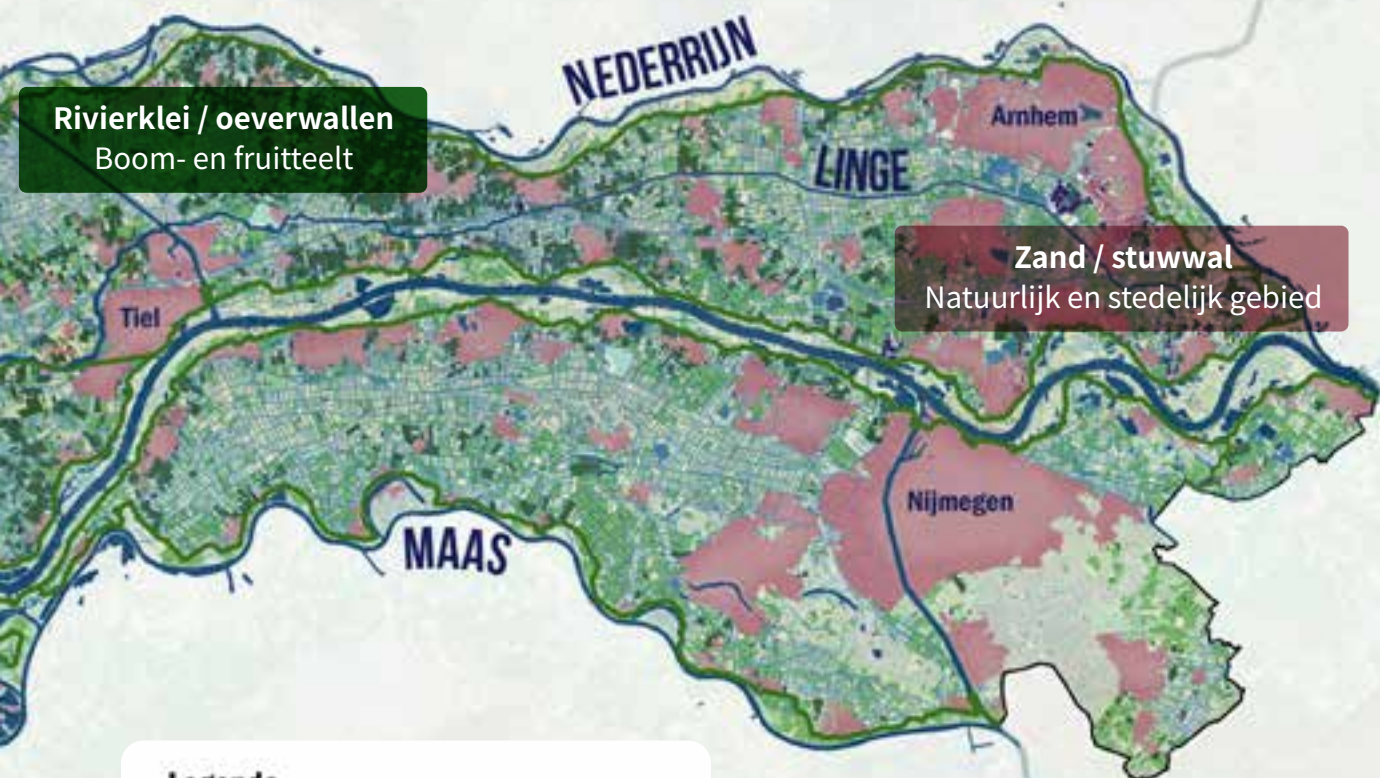 NEDERRIJN
Rivierklei / oeverwallen
Boom- en fruitteelt
Arnhem
LINGE
Zand / stuwwal
Natuurlijk en stedelijk gebied
Tiel
Nijmegen
MAAS